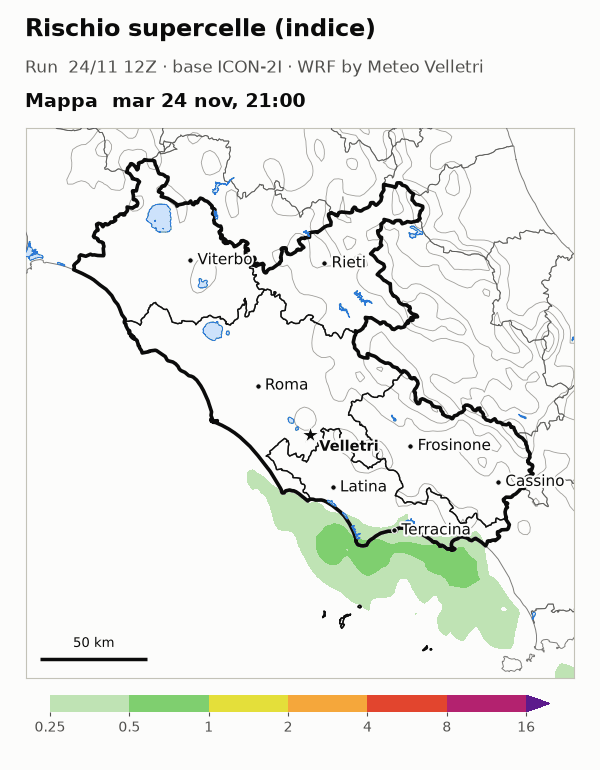 Rischio supercelle (indice)
Run 24/11 12Z · base ICON-2I · WRF by Meteo Velletri
Mappa mar 24 nov, 21:00
Viterbo
Rieti
Roma
Velletri
Frosinone
Cassino
Latina
Terracina
50 km
0.25 0.5 1 2 4 8 16